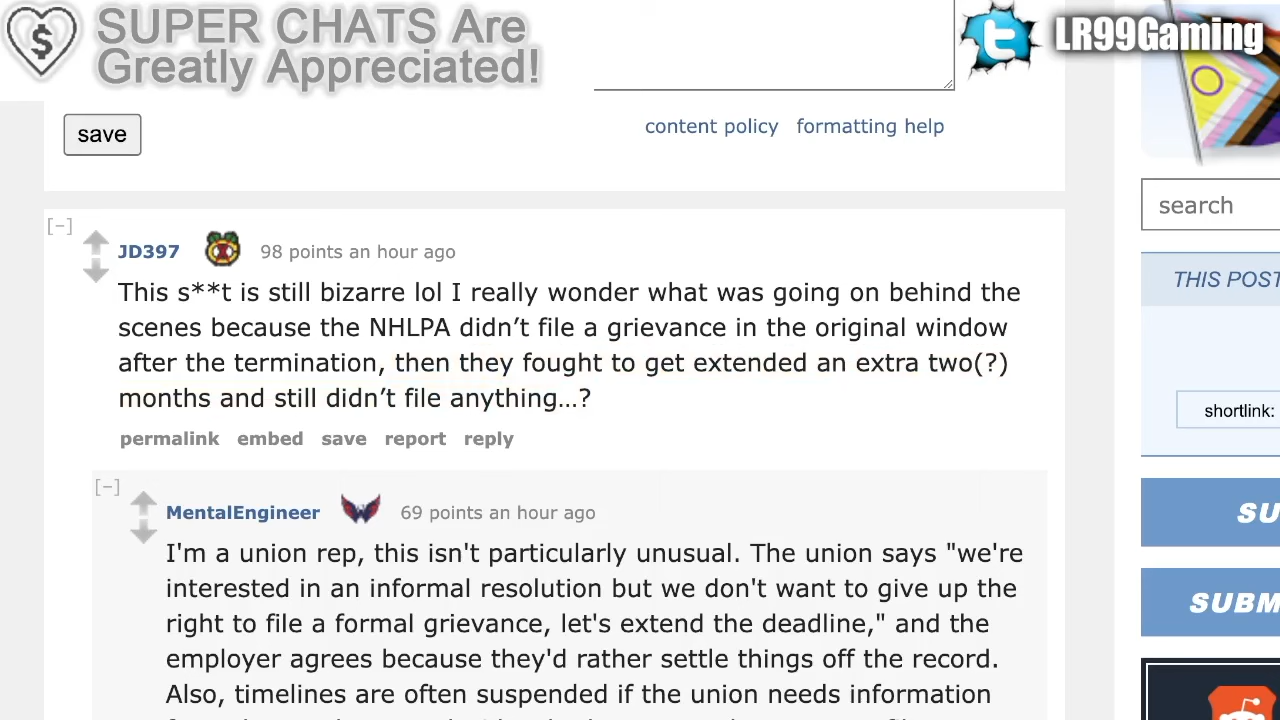 SUPER CHATS Are
Greatly Appreciated!
LR99Gaming
save
content policy formatting help
search
[-]
JD397 98 points an hour ago
This s**t is still bizarre lol I really wonder what was going on behind the
scenes because the NHLPA didn’t file a grievance in the original window
after the termination, then they fought to get extended an extra two(?)
months and still didn’t file anything…?
permalink embed save report reply
THIS POST
shortlink:
[-]
MentalEngineer 69 points an hour ago
I'm a union rep, this isn't particularly unusual. The union says "we're
interested in an informal resolution but we don't want to give up the
right to file a formal grievance, let's extend the deadline," and the
employer agrees because they'd rather settle things off the record.
Also, timelines are often suspended if the union needs information
SU
SUBM